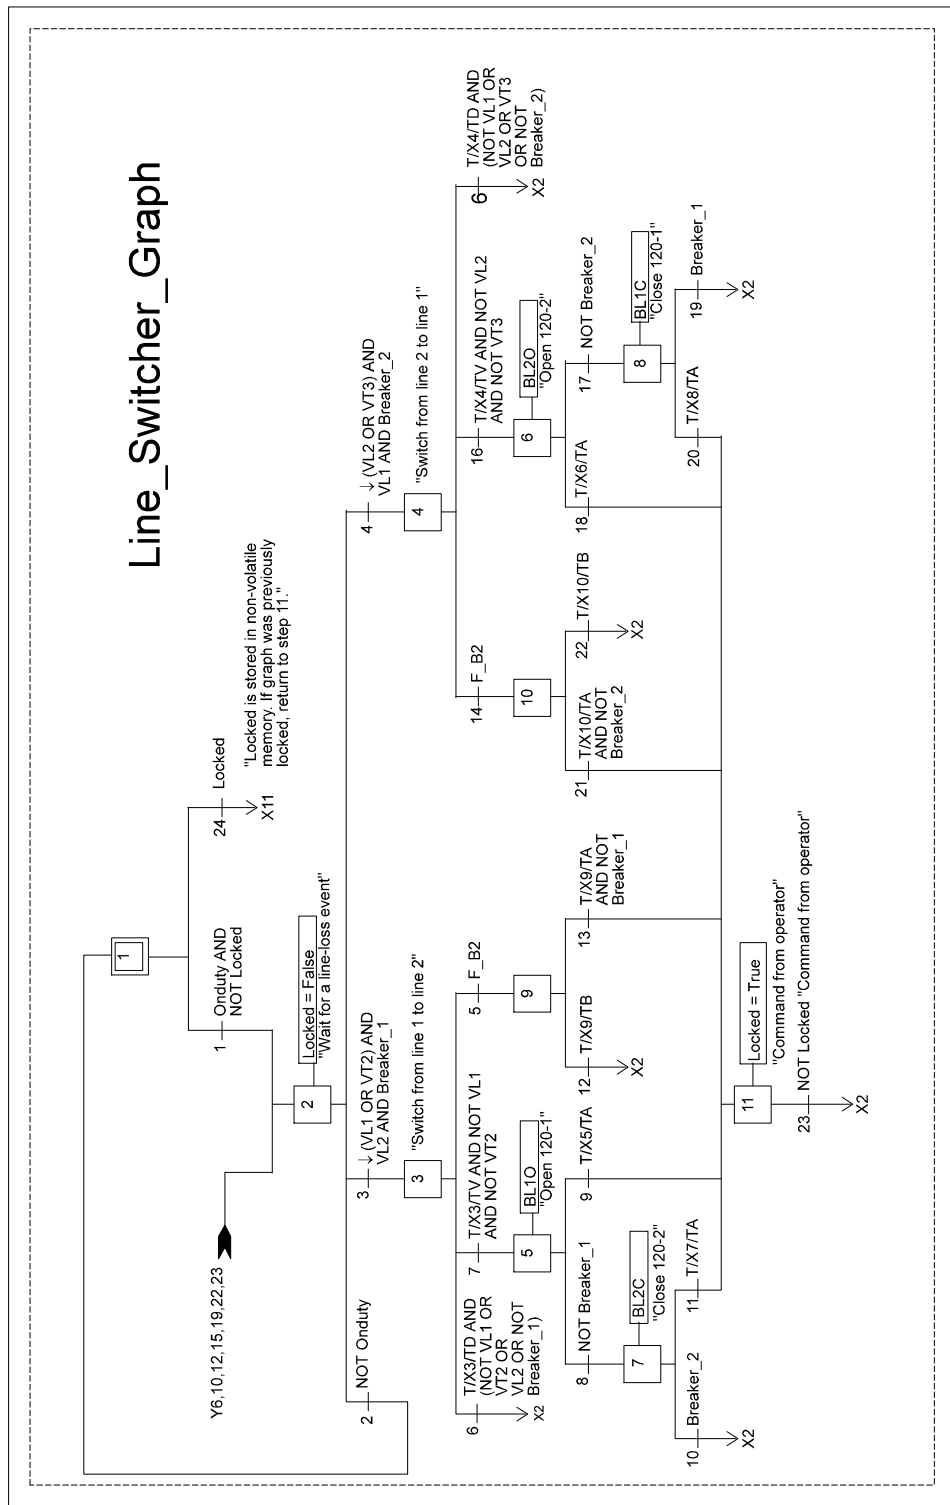 Line_Switcher_Graph
1
1
Onduty AND
NOT Locked
24
Locked
X11
"Locked is stored in non-volatile
memory. If graph was previously
locked, return to step 11."
Y6,10,12,15,19,22,23
2
Locked = False
"Wait for a line-loss event"
2
NOT Onduty
3
↓ (VL1 OR VT2) AND
VL2 AND Breaker_1
4
↓ (VL2 OR VT3) AND
VL1 AND Breaker_2
3
"Switch from line 1 to line 2"
4
"Switch from line 2 to line 1"
6
T/X3/TD AND
(NOT VL1 OR
VT2 OR
VL2 OR NOT
Breaker_1)
X2
7
T/X3/TV AND NOT VL1
AND NOT VT2
5
F_B2
14
F_B2
16
T/X4/TV AND NOT VL2
AND NOT VT3
6
T/X4/TD AND
(NOT VL1 OR
VL2 OR VT3
OR NOT
Breaker_2)
X2
5
BL1O
"Open 120-1"
9
10
6
BL2O
"Open 120-2"
8
NOT Breaker_1
9
T/X5/TA
12
T/X9/TB
X2
13
T/X9/TA
AND NOT
Breaker_1
21
T/X10/TA
AND NOT
Breaker_2
22
T/X10/TB
X2
18
T/X6/TA
17
NOT Breaker_2
7
BL2C
"Close 120-2"
8
BL1C
"Close 120-1"
10
Breaker_2
X2
11
T/X7/TA
20
T/X8/TA
19
Breaker_1
X2
11
Locked = True
"Command from operator"
23
NOT Locked "Command from operator"
X2